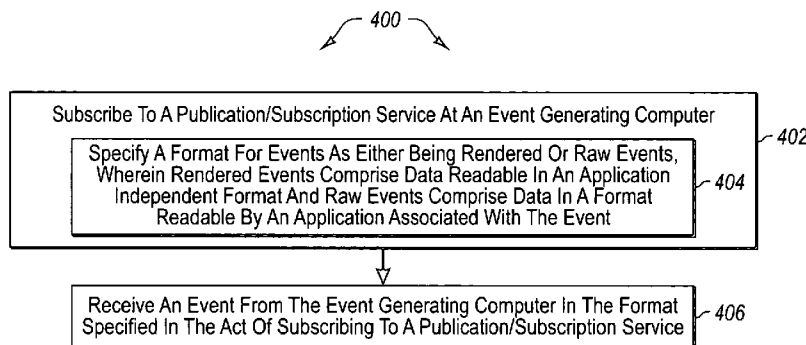 400
Subscribe To A Publication/Subscription Service At An Event Generating Computer
402
Specify A Format For Events As Either Being Rendered Or Raw Events,
Wherein Rendered Events Comprise Data Readable In An Application
Independent Format And Raw Events Comprise Data In A Format
Readable By An Application Associated With The Event
404
Receive An Event From The Event Generating Computer In The Format
Specified In The Act Of Subscribing To A Publication/Subscription Service
406